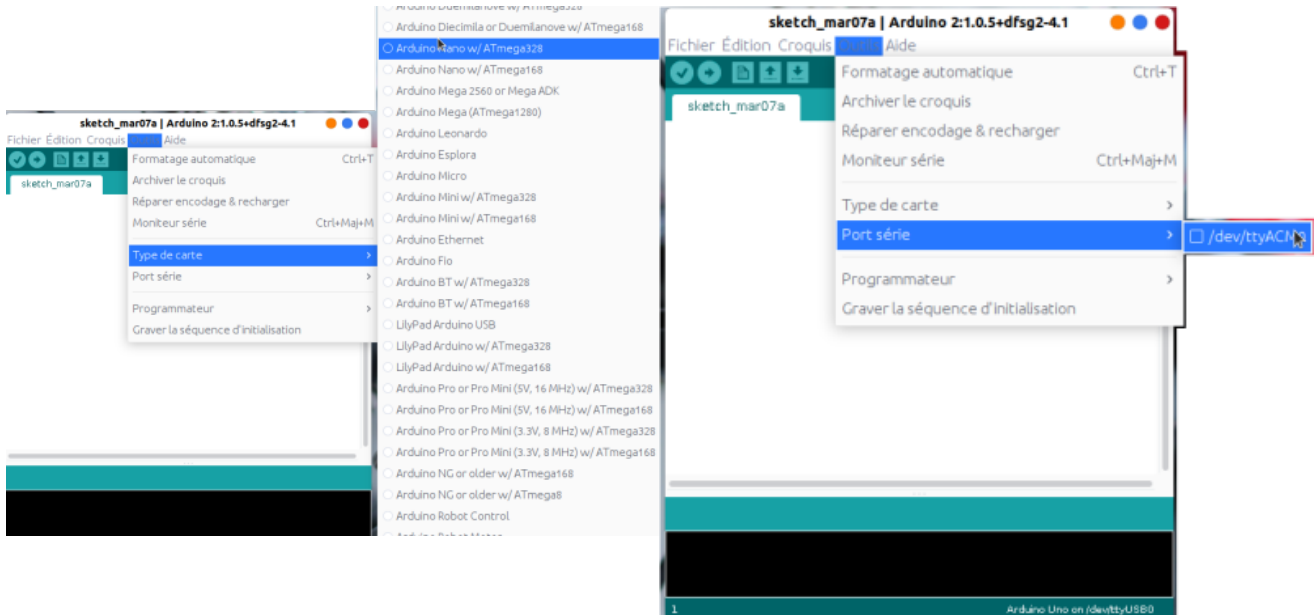 sketch_mar07a | Arduino 2:1.0.5+dfsg2-4.1
Fichier Édition Croquis Outils Aide
sketch_mar07a
Formatage automatique Ctrl+T
Archiver le croquis
Réparer encodage & recharger
Moniteur série Ctrl+Maj+M
Type de carte
Port série
Programmateur
Graver la séquence d'initialisation
Arduino Duemilanove w/ ATmega328
Arduino Diecimila or Duemilanove w/ ATmega168
Arduino Nano w/ ATmega328
Arduino Nano w/ ATmega168
Arduino Mega 2560 or Mega ADK
Arduino Mega (ATmega1280)
Arduino Leonardo
Arduino Esplora
Arduino Micro
Arduino Mini w/ ATmega328
Arduino Mini w/ ATmega168
Arduino Ethernet
Arduino Fio
Arduino BT w/ ATmega328
Arduino BT w/ ATmega168
LilyPad Arduino USB
LilyPad Arduino w/ ATmega328
LilyPad Arduino w/ ATmega168
Arduino Pro or Pro Mini (5V, 16 MHz) w/ ATmega328
Arduino Pro or Pro Mini (5V, 16 MHz) w/ ATmega168
Arduino Pro or Pro Mini (3.3V, 8 MHz) w/ ATmega328
Arduino Pro or Pro Mini (3.3V, 8 MHz) w/ ATmega168
Arduino NG or older w/ ATmega168
Arduino NG or older w/ ATmega8
Arduino Robot Control
Arduino Robot Motor
sketch_mar07a | Arduino 2:1.0.5+dfsg2-4.1
Fichier Édition Croquis Outils Aide
sketch_mar07a
Formatage automatique Ctrl+T
Archiver le croquis
Réparer encodage & recharger
Moniteur série Ctrl+Maj+M
Type de carte
Port série
/dev/ttyACM0
Programmateur
Graver la séquence d'initialisation
1 Arduino Uno on /dev/ttyUSB0